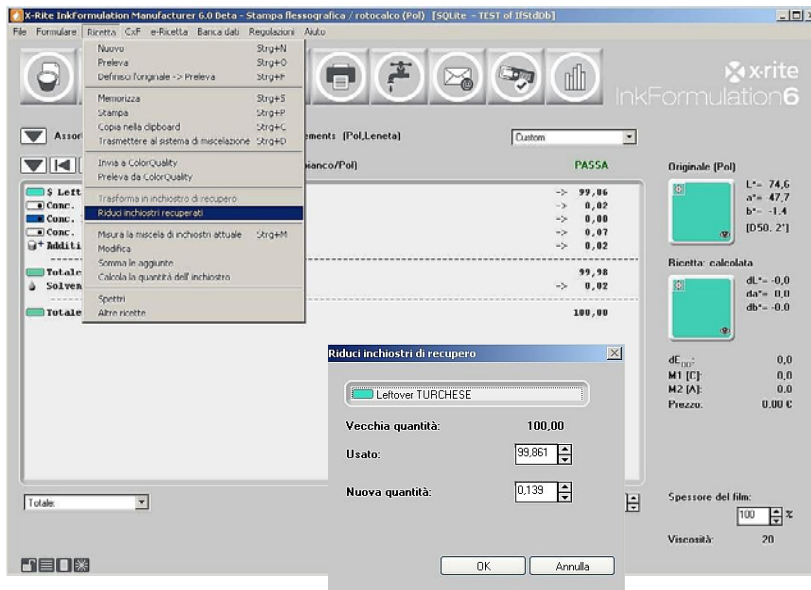 X-Rite InkFormulation Manufacturer 6.0 Beta - Stampa flessografica / rotocalco (Pol) [SQLite - TEST of IfStdDb]
File Formulare Ricetta CxF e-Ricetta Banca dati Regolazioni Aiuto
Nuovo Strg+N
Preleva Strg+O
Definisci l'originale -> Preleva Strg+F
Memorizza Strg+S
Stampa Strg+P
Copia nella clipboard Strg+C
Trasmettere al sistema di miscelazione Strg+D
Invia a ColorQuality
Preleva da ColorQuality
Trasforma in inchiostro di recupero
Riduci inchiostri recuperati
Misura la miscela di inchiostri attuale Strg+M
Modifica
Somma le aggiunte
Calcola la quantità dell' inchiostro
Spettri
Altre ricette
x-rite
InkFormulation6
Assor
ements (Pol,Leneta)
Custom
bianco/Pol)
PASSA
$ Left -> 99,86
Conc. -> 0,02
Conc. -> 0,00
Conc. -> 0,07
Additi -> 0,02
Totale 99,98
Solven -> 0,02
Totale 100,00
Originale (Pol)
L*= 74,6
a*= 47,7
b*= -1.4
[D50. 2°]
Ricetta: calcolata
dL*= -0,0
da*= 0,0
db*= -0.0
dE00: 0,0
M1 [C]: 0,0
M2 [A]: 0.0
Prezzo: 0.00 €
Riduci inchiostri di recupero
Leftover TURCHESE
Vecchia quantità: 100,00
Usato: 99,861
Nuova quantità: 0,139
OK Annulla
Totale:
Spessore del film:
100 %
Viscosità: 20